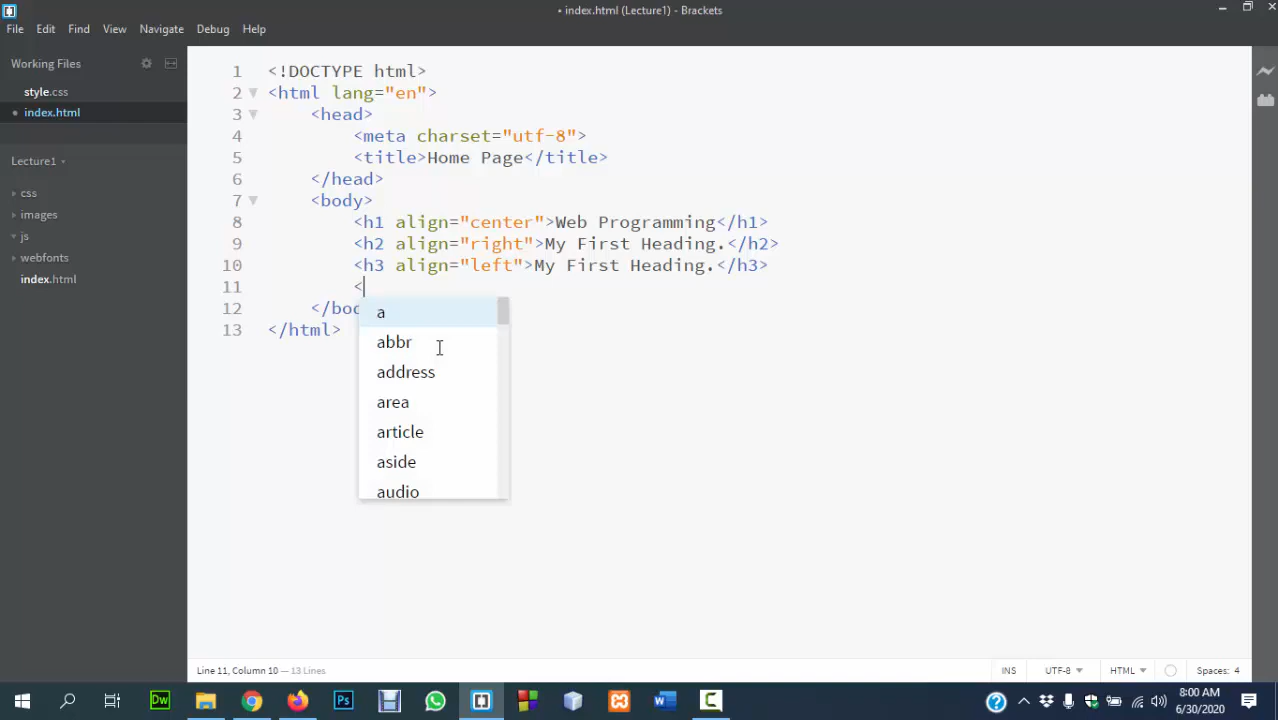 • index.html (Lecture1) - Brackets
File Edit Find View Navigate Debug Help
Working Files
style.css
• index.html
Lecture1
css
images
js
webfonts
index.html
1 <!DOCTYPE html>
2 <html lang="en">
3 <head>
4 <meta charset="utf-8">
5 <title>Home Page</title>
6 </head>
7 <body>
8 <h1 align="center">Web Programming</h1>
9 <h2 align="right">My First Heading.</h2>
10 <h3 align="left">My First Heading.</h3>
11 <
12 </bod
13 </html>
a
abbr
address
area
article
aside
audio
Line 11, Column 10 — 13 Lines
INS UTF-8 HTML Spaces: 4
Dw Ps W C
8:00 AM
6/30/2020